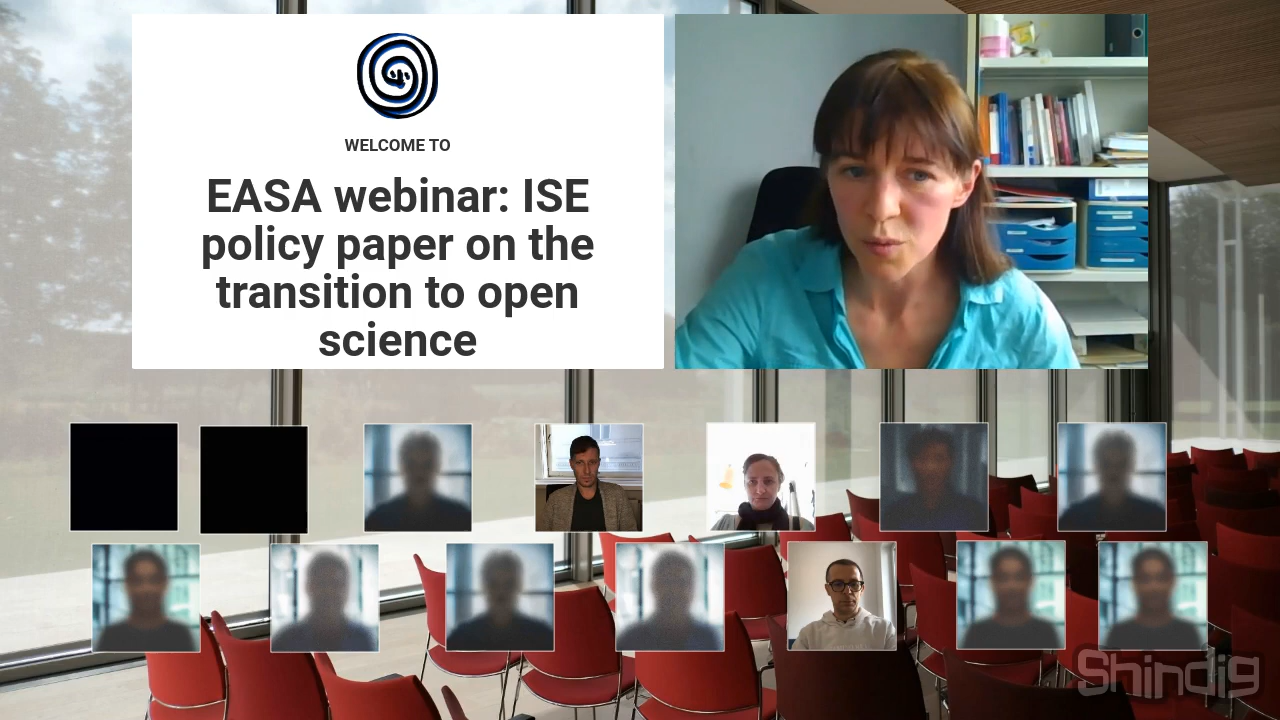 WELCOME TO
EASA webinar: ISE
policy paper on the
transition to open
science
Shindig